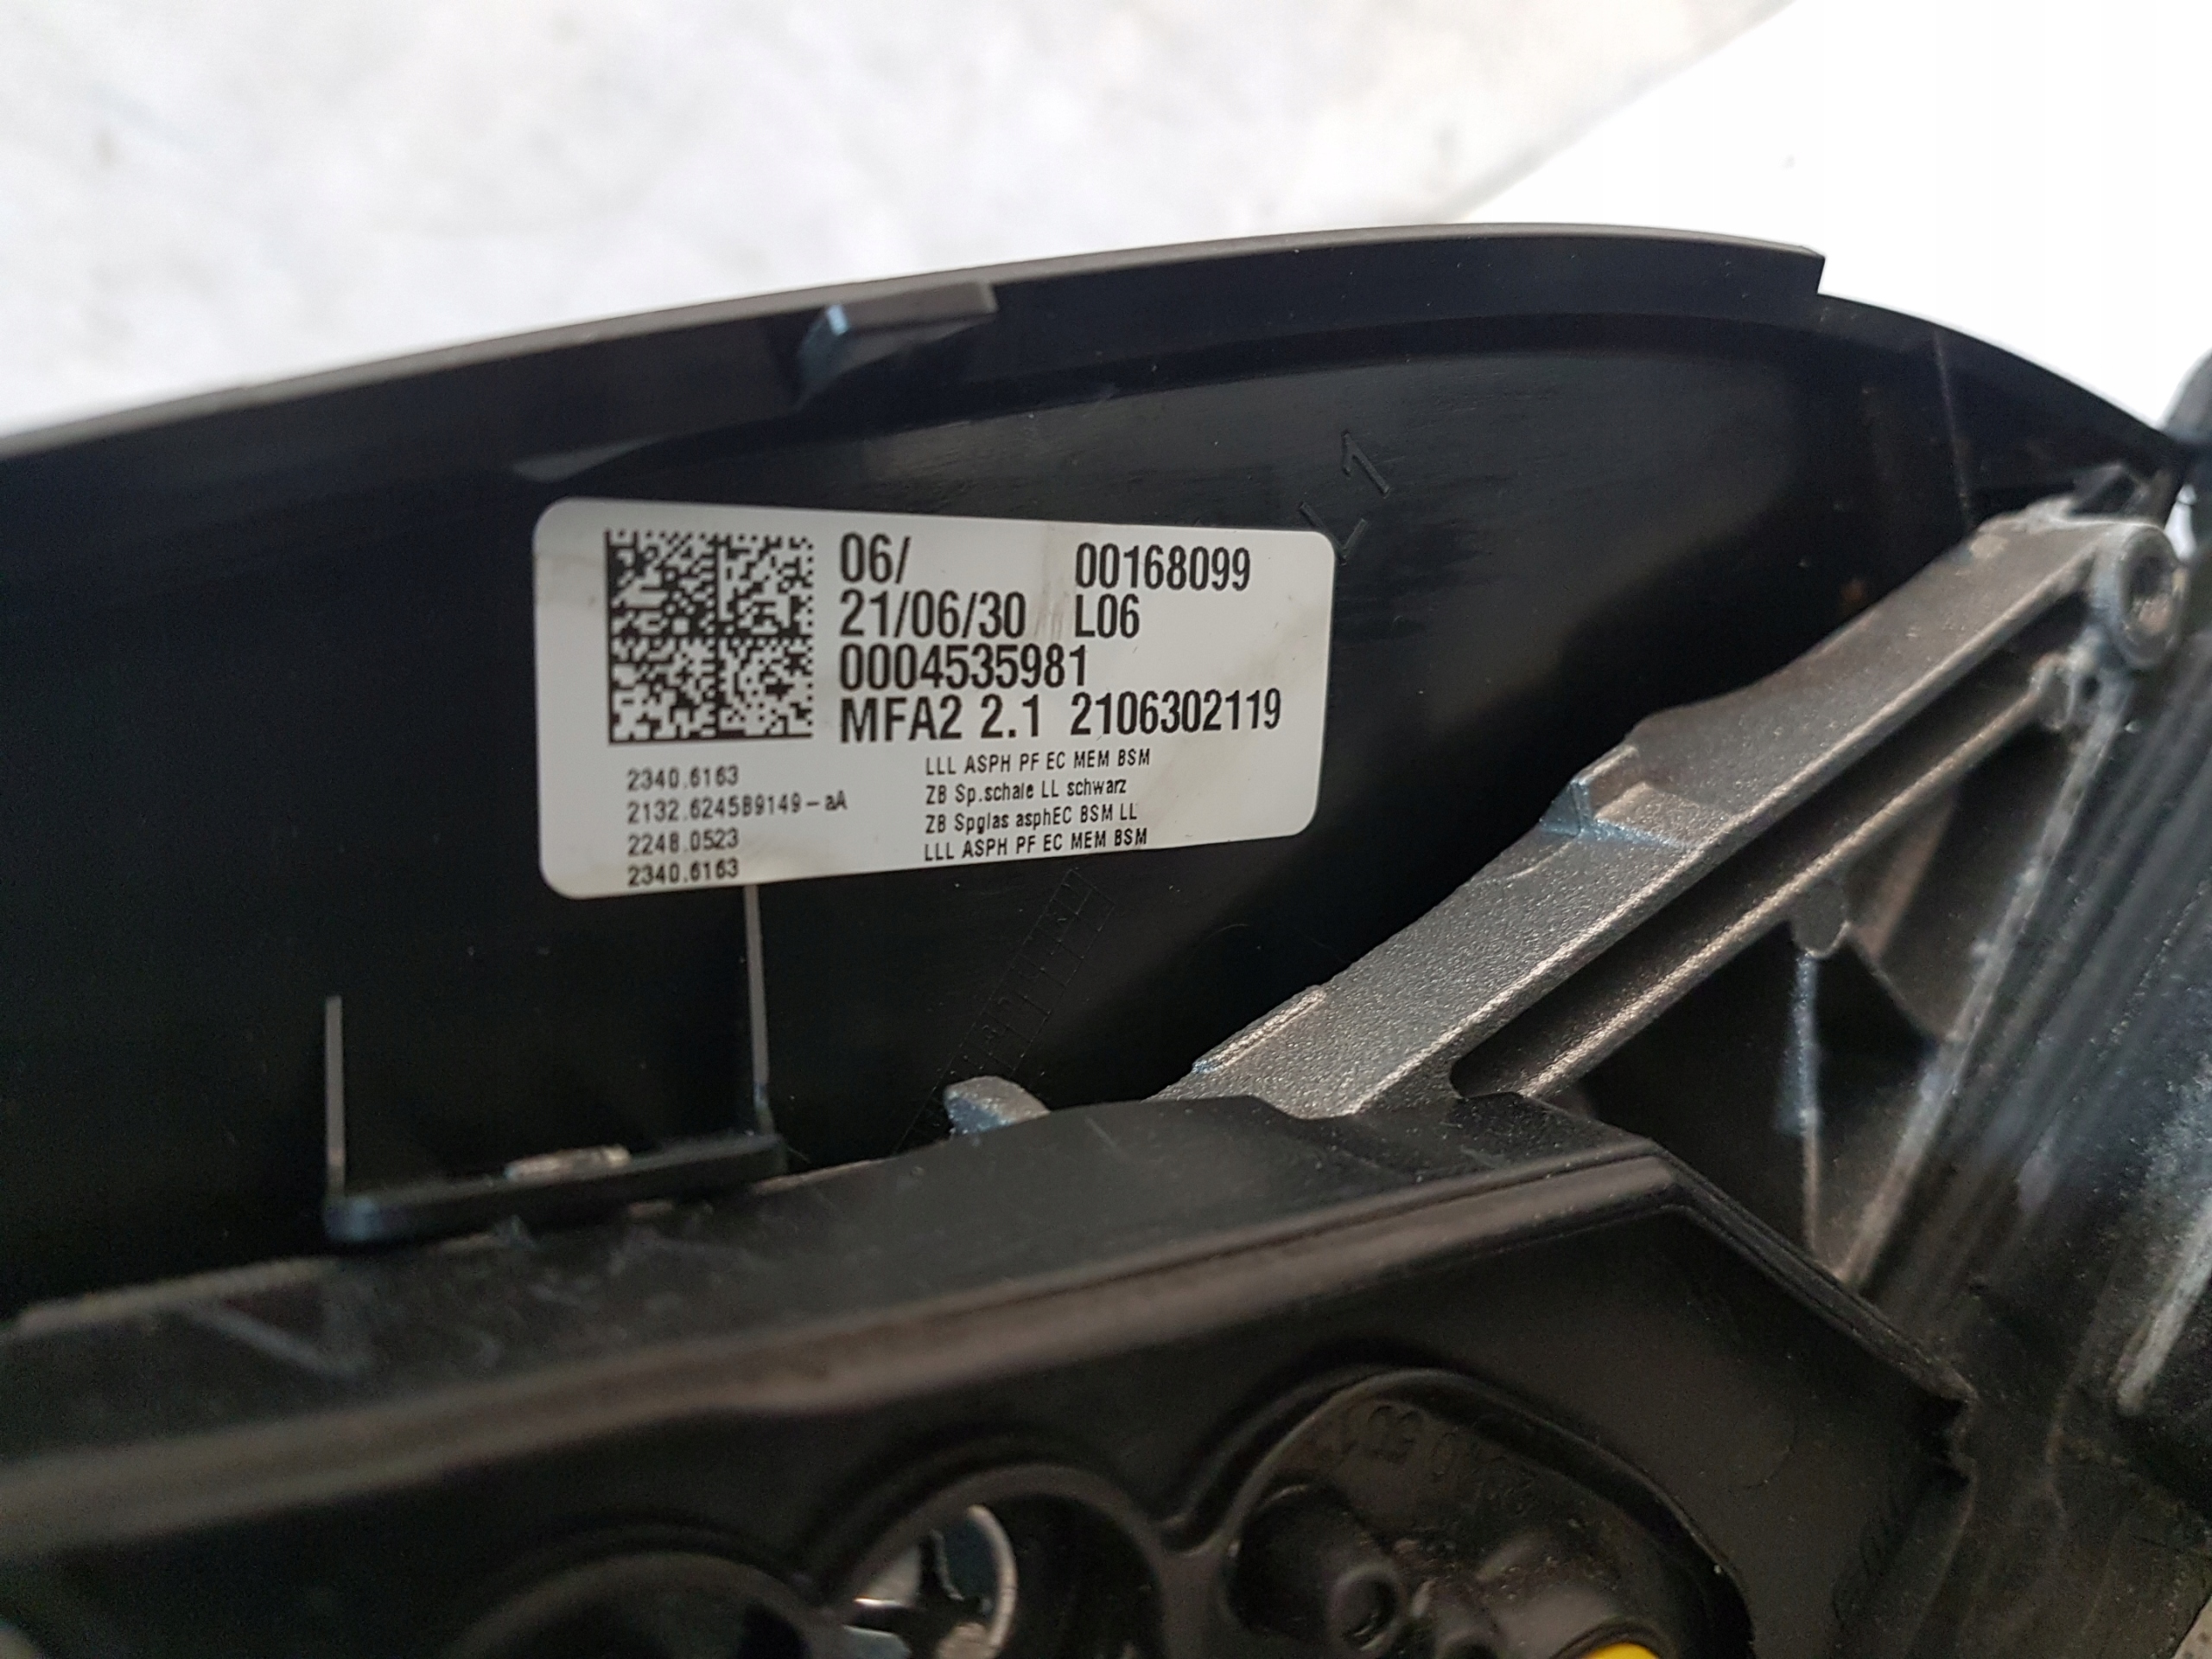 06/ 00168099
21/06/30 L06
0004535981
MFA2 2.1 2106302119
2340.6163 LLL ASPH PF EC MEM BSM
2132.624589149-aA ZB Sp.schale LL schwarz
2248.0523 ZB Spglas asphEC BSM LL
2340.6163 LLL ASPH PF EC MEM BSM